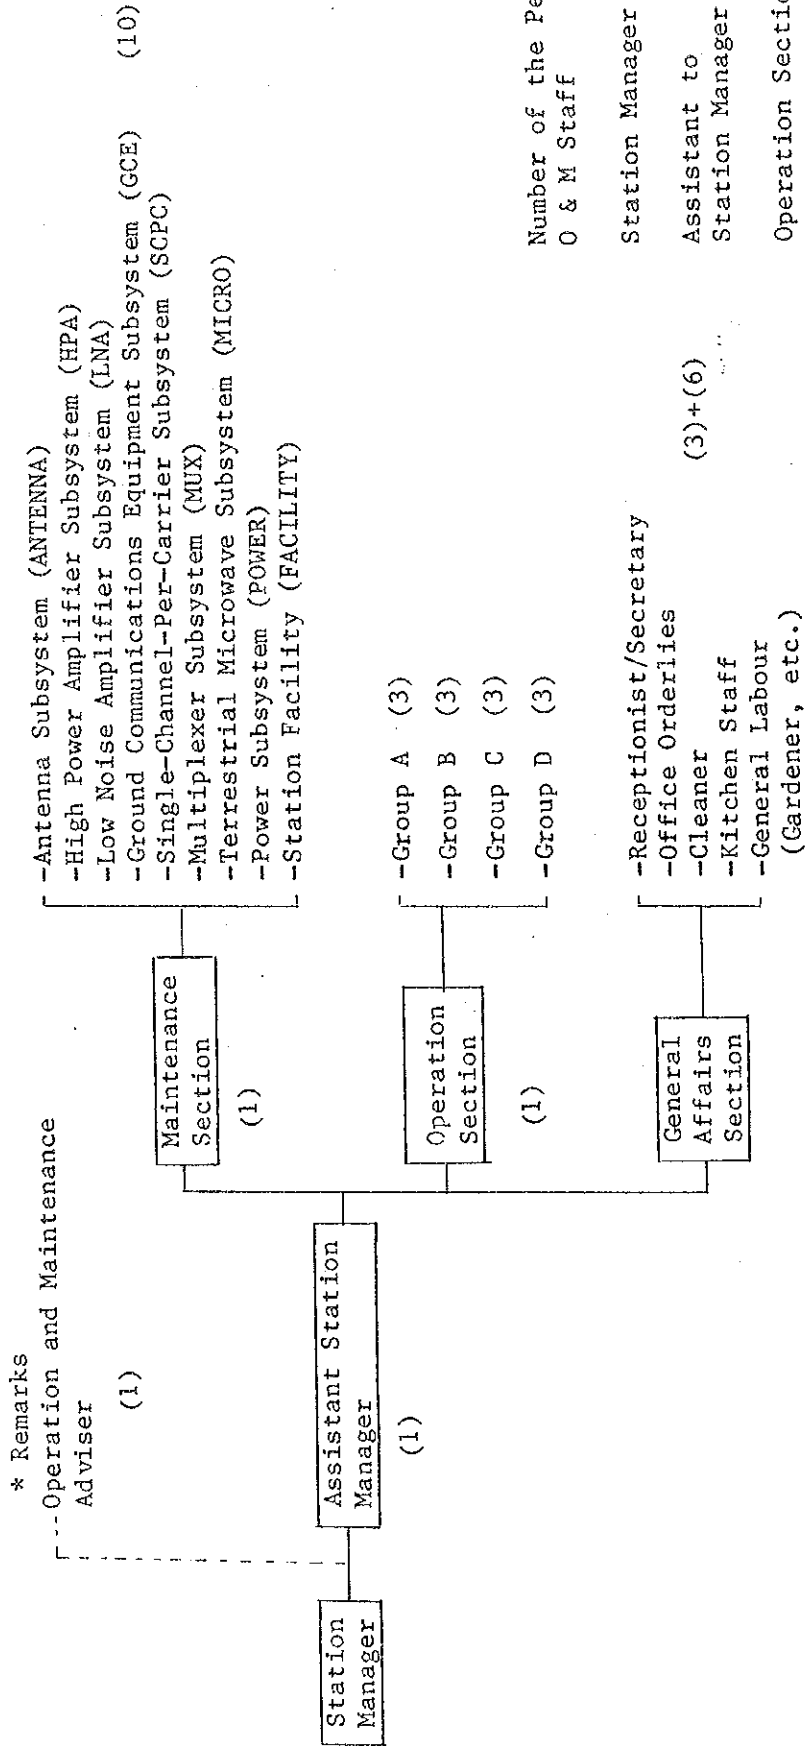 * Remarks
Operation and Maintenance
Adviser
(1)
Station
Manager
Assistant Station
Manager
(1)
Maintenance
Section
(1)
-Antenna Subsystem (ANTENNA)
-High Power Amplifier Subsystem (HPA)
-Low Noise Amplifier Subsystem (LNA)
-Ground Communications Equipment Subsystem (GCE) (10)
-Single-Channel-Per-Carrier Subsystem (SCPC)
-Multiplexer Subsystem (MUX)
-Terrestrial Microwave Subsystem (MICRO)
-Power Subsystem (POWER)
-Station Facility (FACILITY)
Operation
Section
(1)
-Group A (3)
-Group B (3)
-Group C (3)
-Group D (3)
General
Affairs
Section
-Receptionist/Secretary
-Office Orderlies
-Cleaner (3)+(6)
-Kitchen Staff
-General Labour
(Gardener, etc.)
Number of the
O & M Staff
Station Manager
Assistant to
Station Manager
Operation